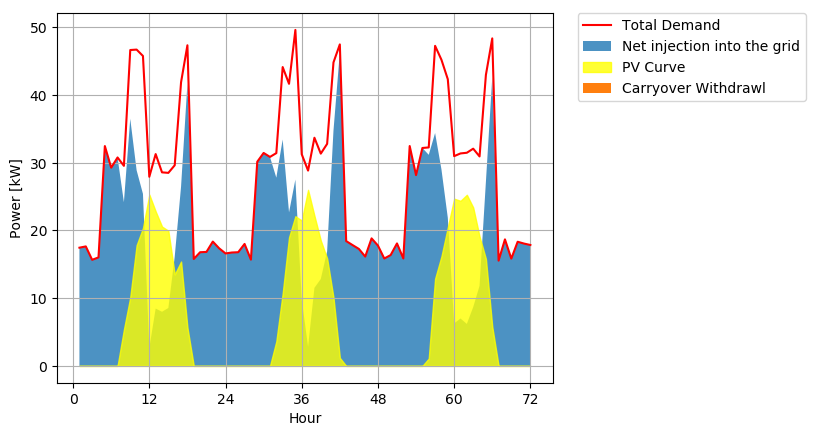 50
40
30
20
10
0
Power [kW]
0 12 24 36 48 60 72
Hour
Total Demand
Net injection into the grid
PV Curve
Carryover Withdrawl